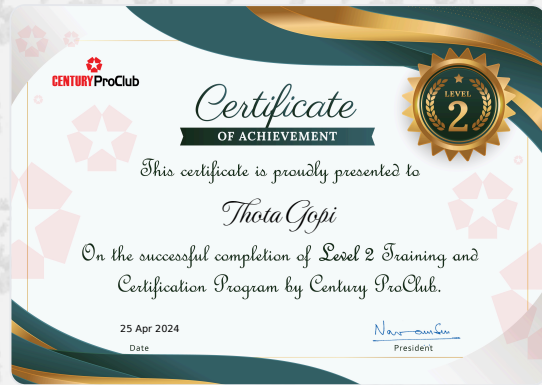 CENTURY ProClub
Certificate
OF ACHIEVEMENT
LEVEL
2
This certificate is proudly presented to
Thota Gopi
On the successful completion of Level 2 Training and
Certification Program by Century ProClub.
25 Apr 2024
Date
President